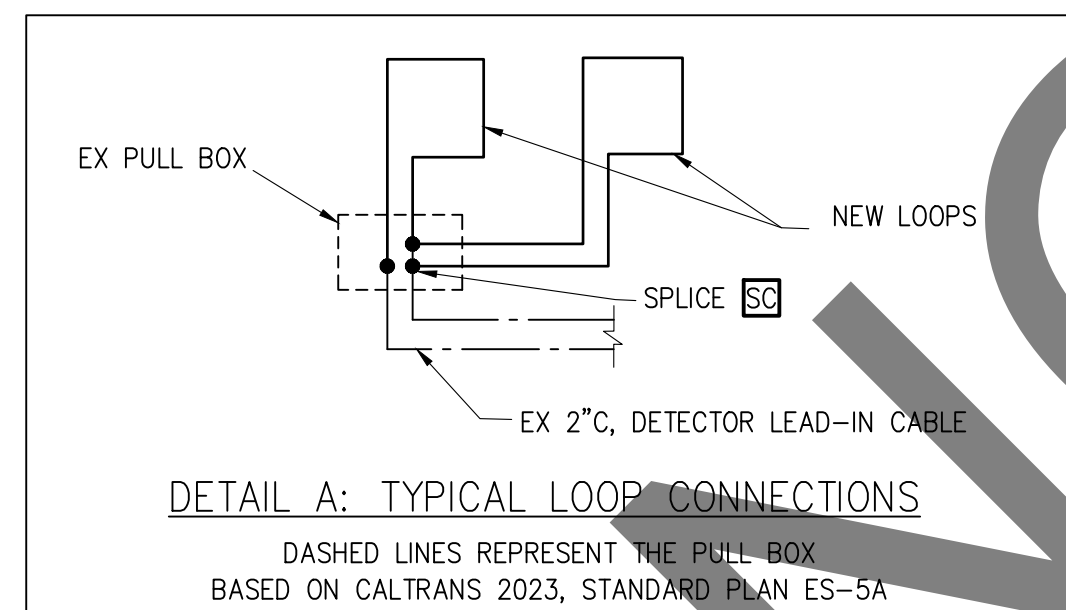 EX PULL BOX
NEW LOOPS
SPLICE SC
EX 2"C, DETECTOR LEAD-IN CABLE
DETAIL A: TYPICAL LOOP CONNECTIONS
DASHED LINES REPRESENT THE PULL BOX
BASED ON CALTRANS 2023, STANDARD PLAN ES-5A